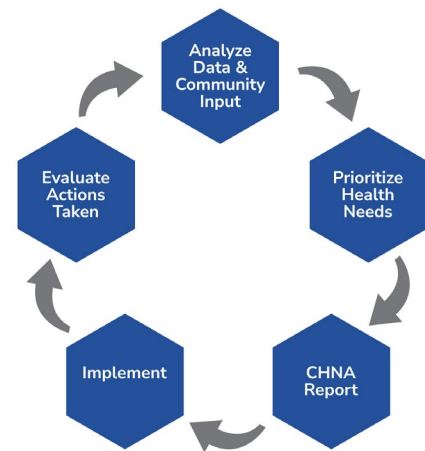 Analyze
Data &
Community
Input
Prioritize
Health
Needs
CHNA
Report
Implement
Evaluate
Actions
Taken